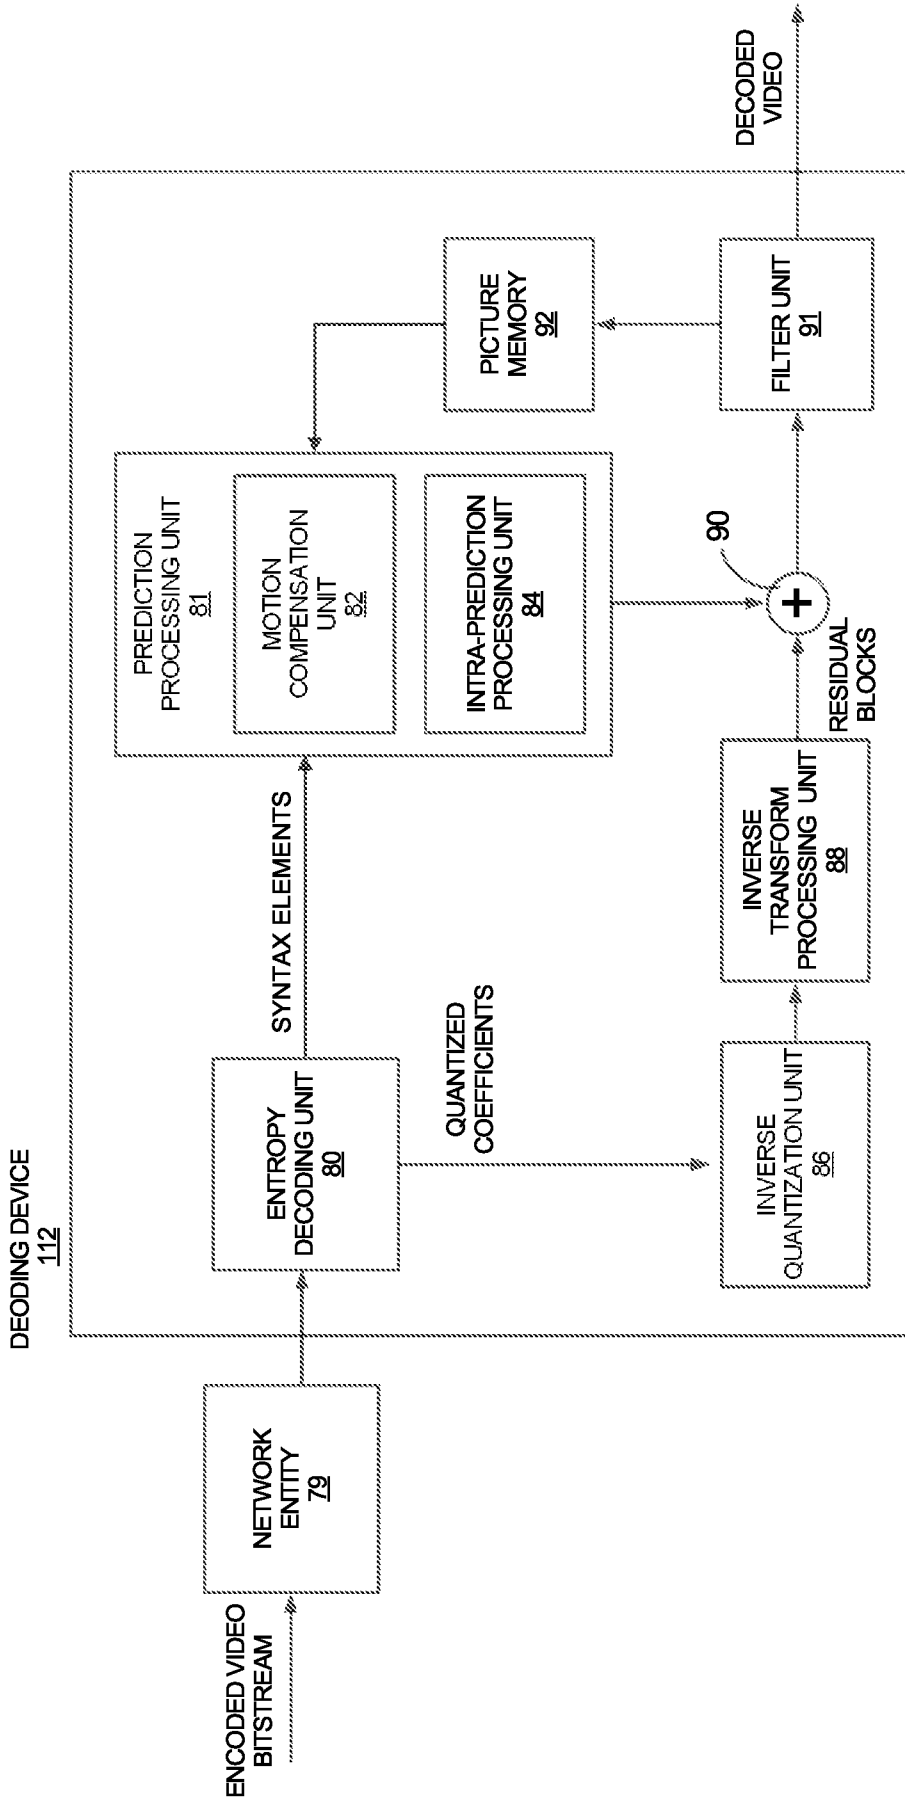 DEODING DEVICE
112
ENCODED VIDEO
BITSTREAM
NETWORK
ENTITY
79
ENTROPY
DECODING UNIT
80
SYNTAX ELEMENTS
QUANTIZED
COEFFICIENTS
PREDICTION
PROCESSING UNIT
81
MOTION
COMPENSATION
UNIT
82
INTRA-PREDICTION
PROCESSING UNIT
84
INVERSE
QUANTIZATION UNIT
86
INVERSE
TRANSFORM
PROCESSING UNIT
88
RESIDUAL
BLOCKS
90
+
PICTURE
MEMORY
92
FILTER UNIT
91
DECODED
VIDEO